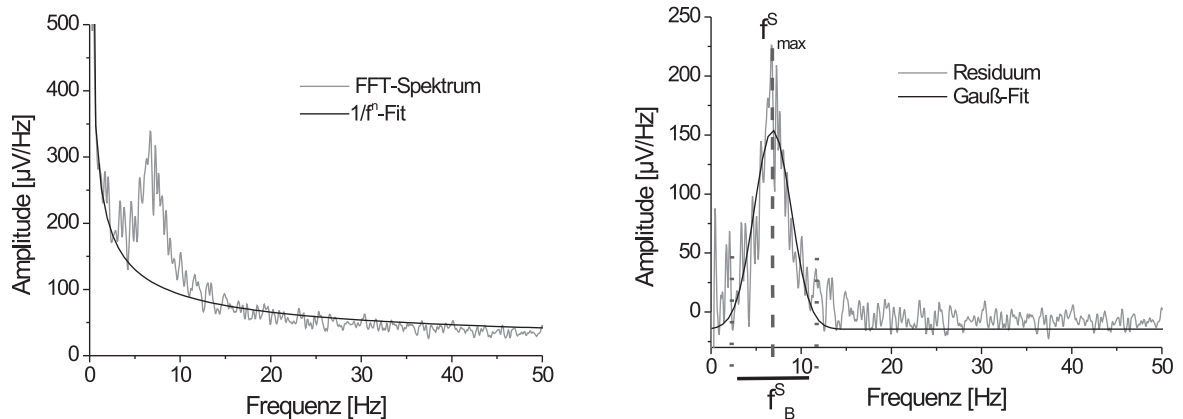 500
400
300
200
100
0
Amplitude [µV/Hz]
FFT-Spektrum
1/fⁿ-Fit
0 10 20 30 40 50
Frequenz [Hz]
250
200
150
100
50
0
Amplitude [µV/Hz]
f^S_max
Residuum
Gauß-Fit
0 10 20 30 40 50
f^S_B
Frequenz [Hz]